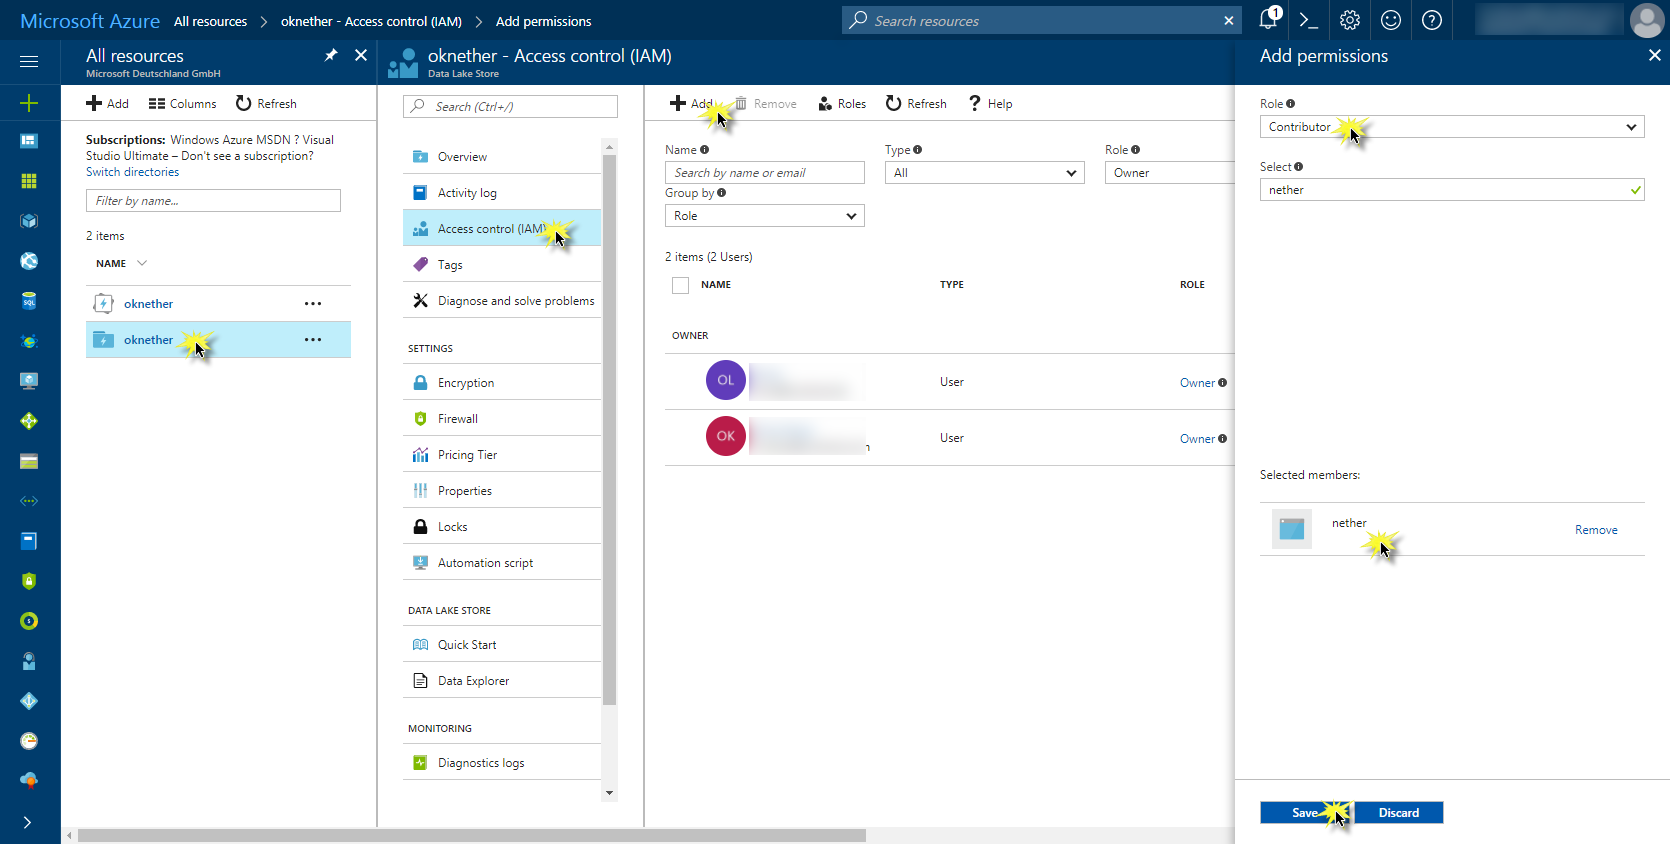 Microsoft Azure
All resources
oknether - Access control (IAM)
Add permissions
Search resources
1
All resources
Microsoft Deutschland GmbH
Add
Columns
Refresh
Subscriptions: Windows Azure MSDN ? Visual
Studio Ultimate – Don't see a subscription?
Switch directories
Filter by name...
2 items
NAME
oknether
oknether
oknether - Access control (IAM)
Data Lake Store
Search (Ctrl+/)
Overview
Activity log
Access control (IAM)
Tags
Diagnose and solve problems
SETTINGS
Encryption
Firewall
Pricing Tier
Properties
Locks
Automation script
DATA LAKE STORE
Quick Start
Data Explorer
MONITORING
Diagnostics logs
Add
Remove
Roles
Refresh
Help
Name
Type
Role
Search by name or email
All
Owner
Group by
Role
2 items (2 Users)
NAME
TYPE
ROLE
OWNER
OL
User
Owner
OK
User
Owner
Add permissions
Role
Contributor
Select
nether
Selected members:
nether
Remove
Save
Discard